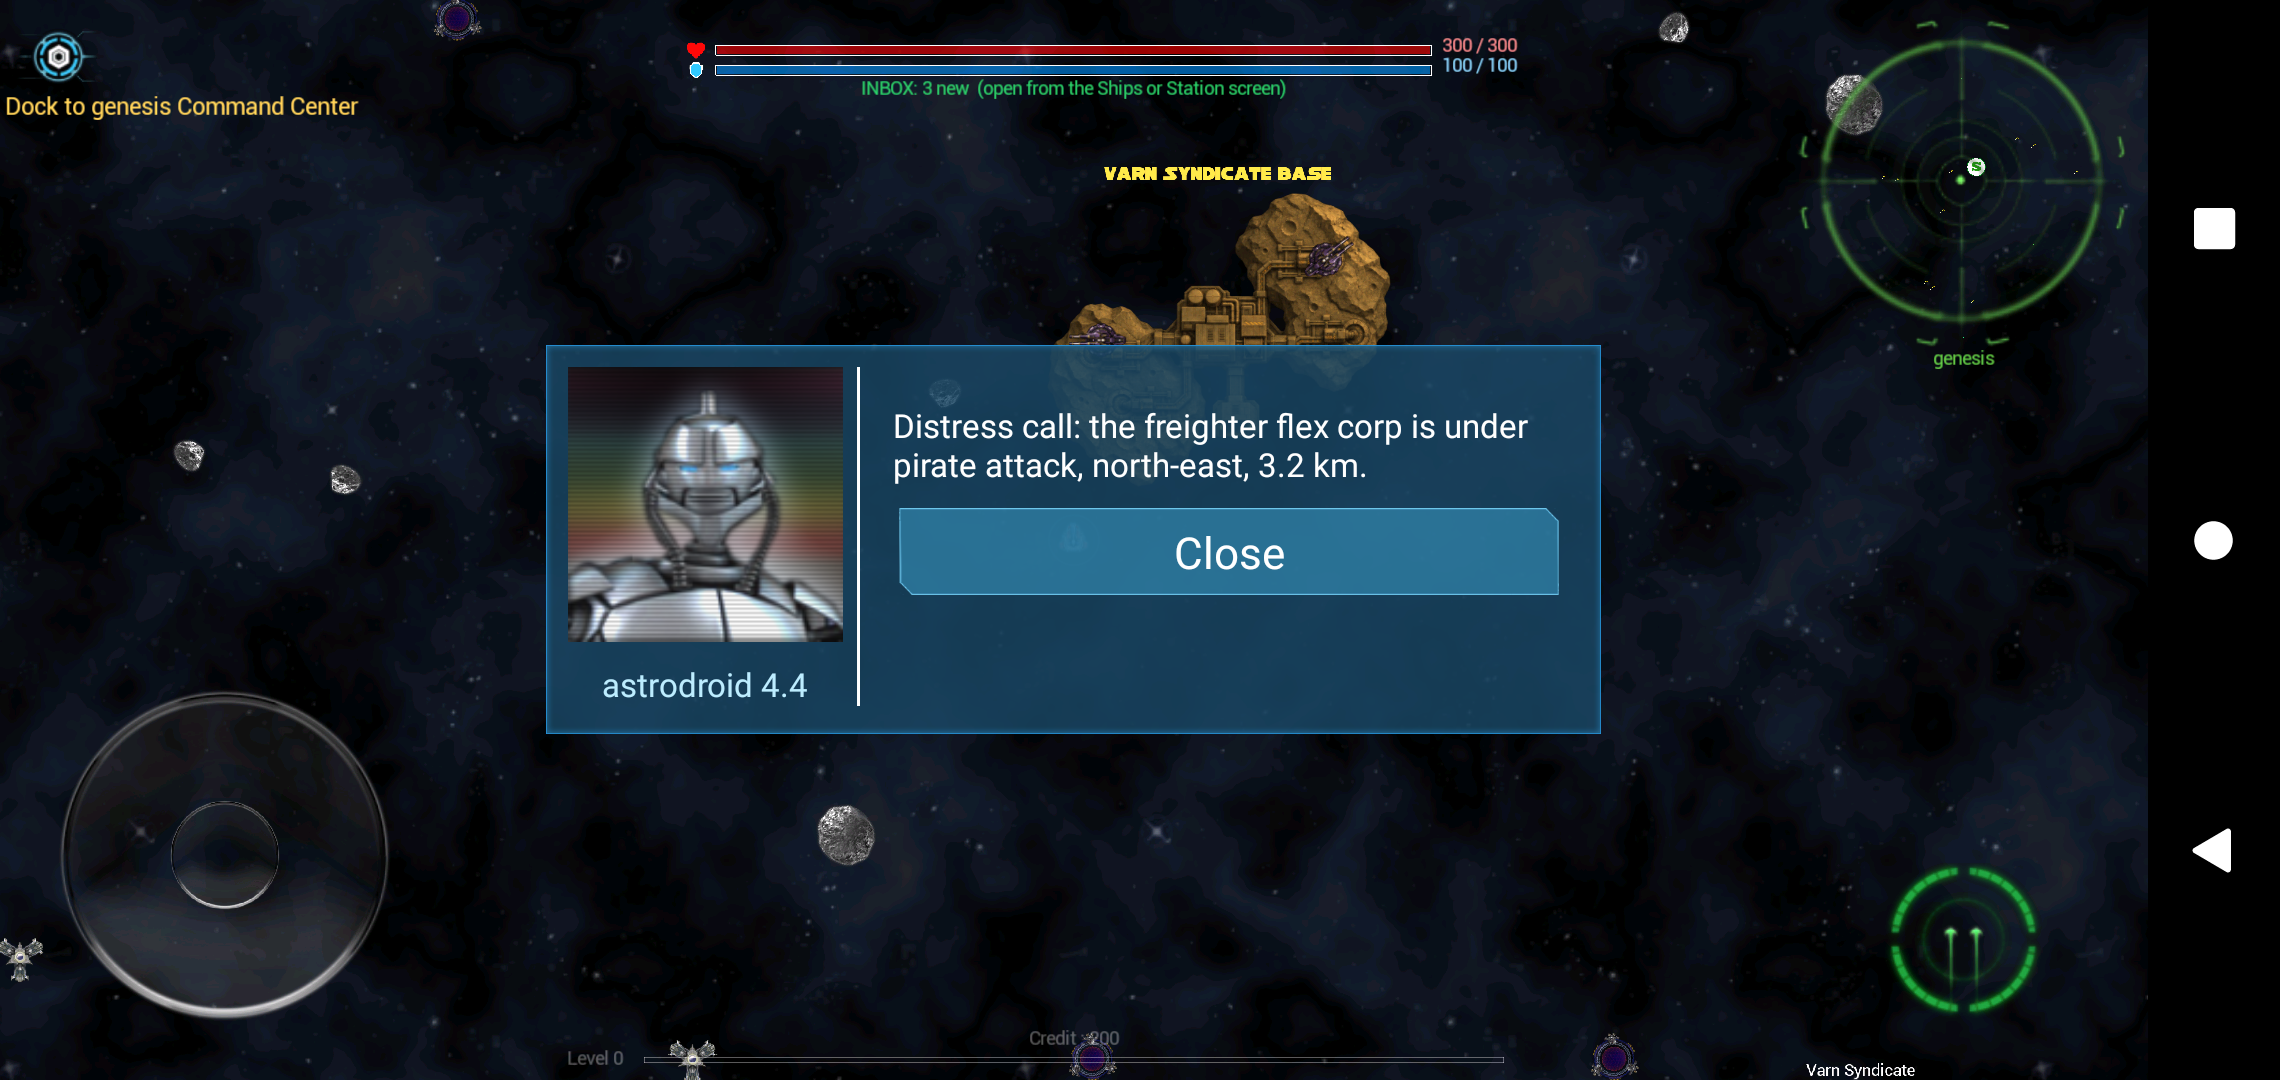 300 / 300
100 / 100
INBOX: 3 new (open from the Ships or Station screen)
Dock to genesis Command Center
VARN SYNDICATE BASE
S
genesis
Distress call: the freighter flex corp is under
pirate attack, north-east, 3.2 km.
Close
astrodroid 4.4
Credit : 200
Level 0
Varn Syndicate